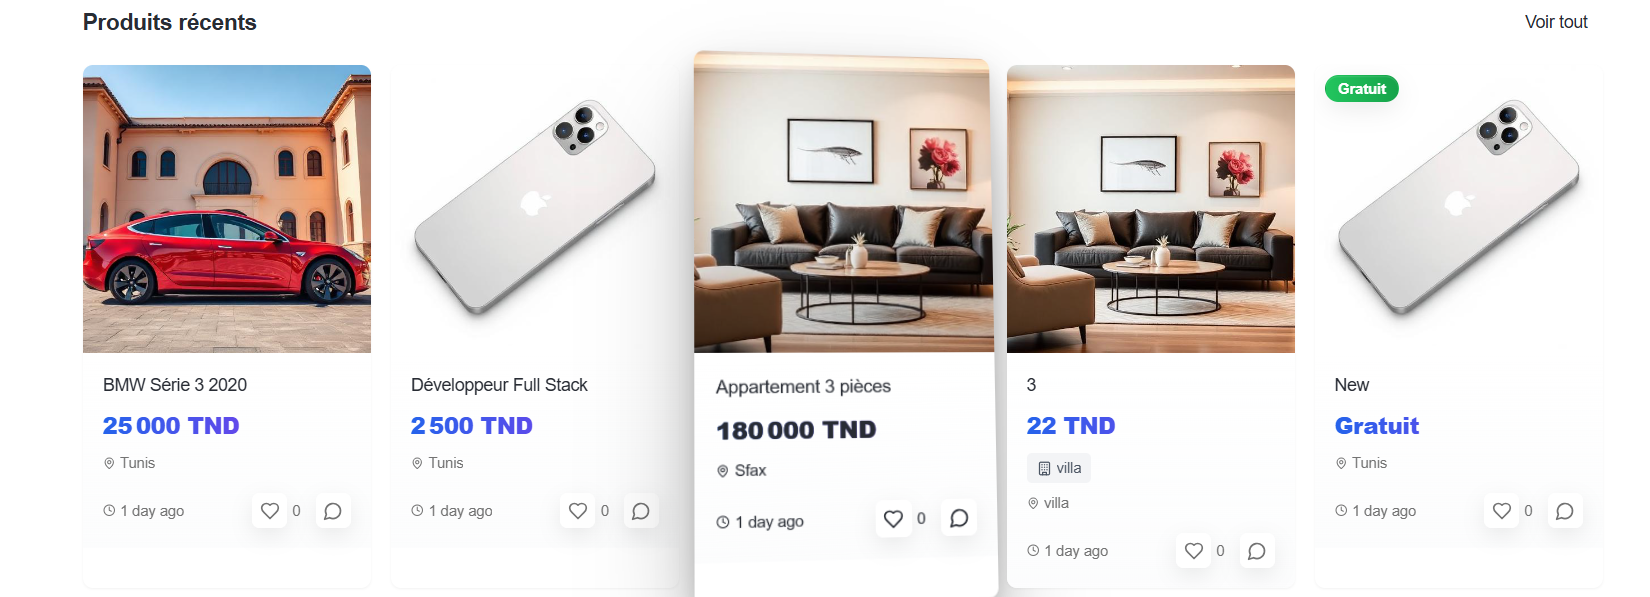 Produits récents
Voir tout
BMW Série 3 2020
25 000 TND
Tunis
1 day ago
0
Développeur Full Stack
2 500 TND
Tunis
1 day ago
0
Appartement 3 pièces
180 000 TND
Sfax
1 day ago
0
3
22 TND
villa
villa
1 day ago
0
Gratuit
New
Gratuit
Tunis
1 day ago
0